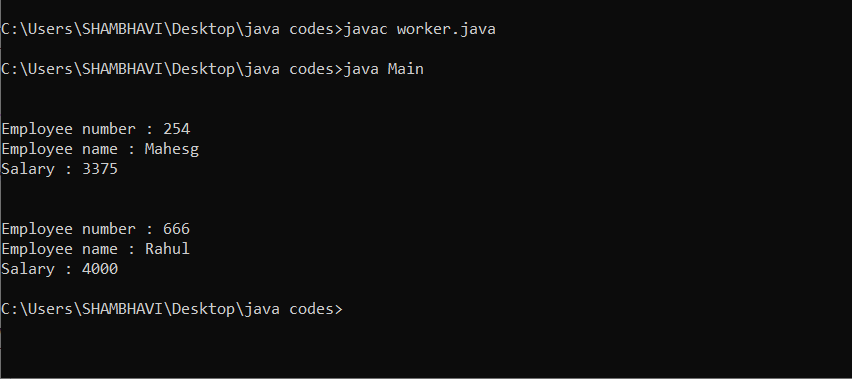 C:\Users\SHAMBHAVI\Desktop\java codes>javac worker.java
C:\Users\SHAMBHAVI\Desktop\java codes>java Main
Employee number : 254
Employee name : Mahesg
Salary : 3375
Employee number : 666
Employee name : Rahul
Salary : 4000
C:\Users\SHAMBHAVI\Desktop\java codes>